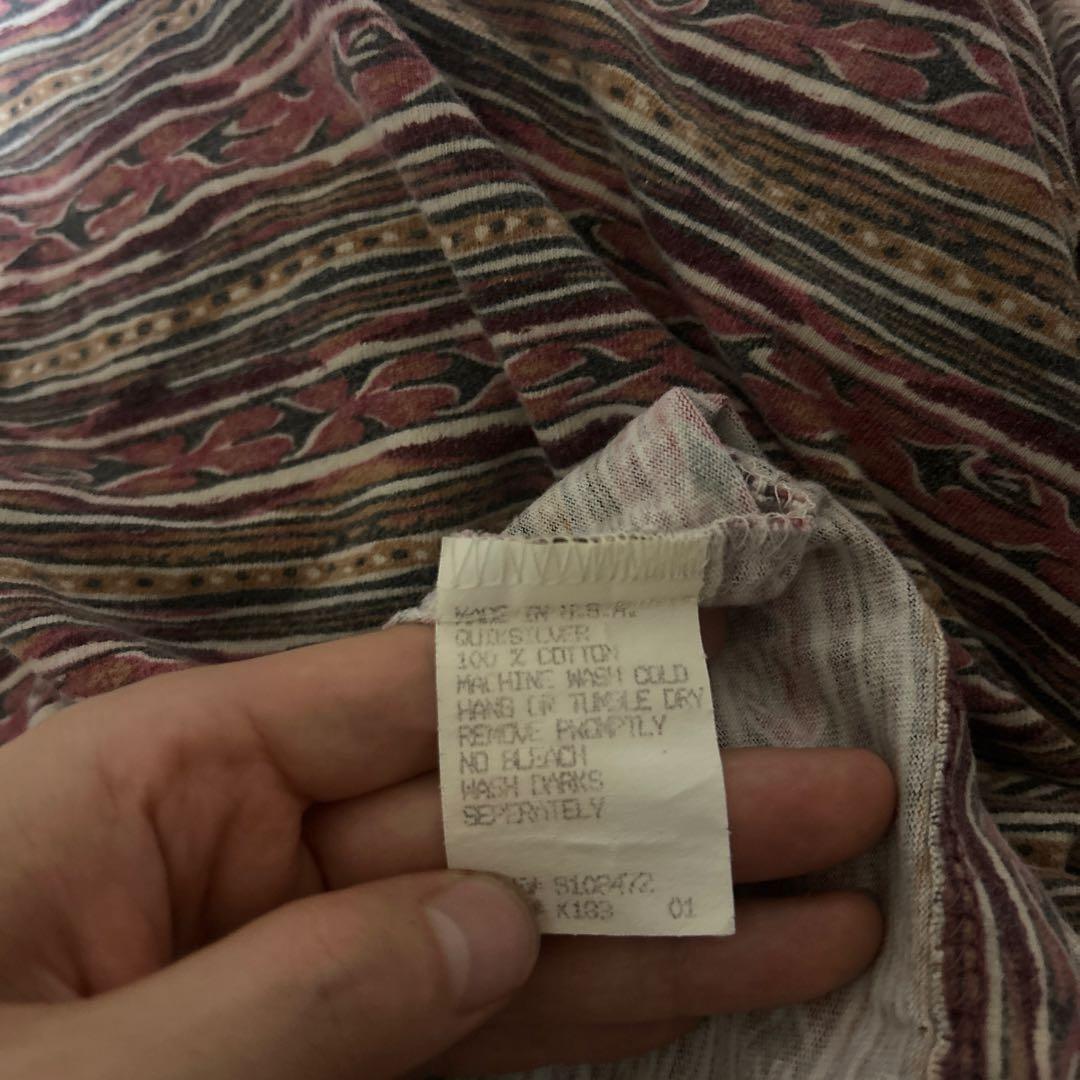 MADE IN U.S.A.
QUIKSILVER
100 % COTTON
MACHINE WASH COLD
HANG OR TUMBLE DRY
REMOVE PROMPTLY
NO BLEACH
WASH DARKS
SEPERATELY
S102472
K183 01